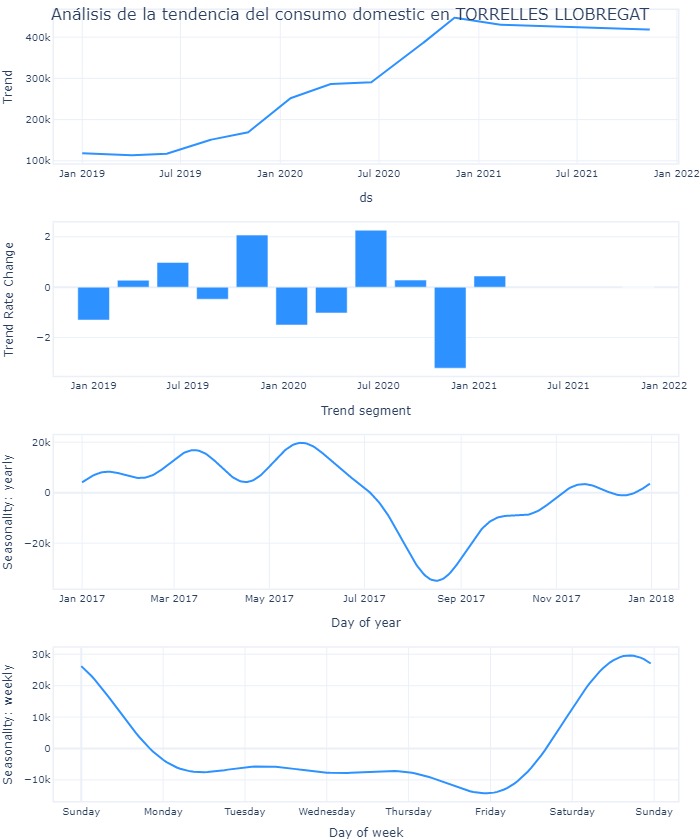 Análisis de la tendencia del consumo domestic en TORRELLES LLOBREGAT
400k
300k
200k
100k
Trend
Jan 2019 Jul 2019 Jan 2020 Jul 2020 Jan 2021 Jul 2021 Jan 2022
ds
2
0
−2
Trend Rate Change
Jan 2019 Jul 2019 Jan 2020 Jul 2020 Jan 2021 Jul 2021 Jan 2022
Trend segment
20k
0
−20k
Seasonality: yearly
Jan 2017 Mar 2017 May 2017 Jul 2017 Sep 2017 Nov 2017 Jan 2018
Day of year
30k
20k
10k
0
−10k
Seasonality: weekly
Sunday Monday Tuesday Wednesday Thursday Friday Saturday Sunday
Day of week